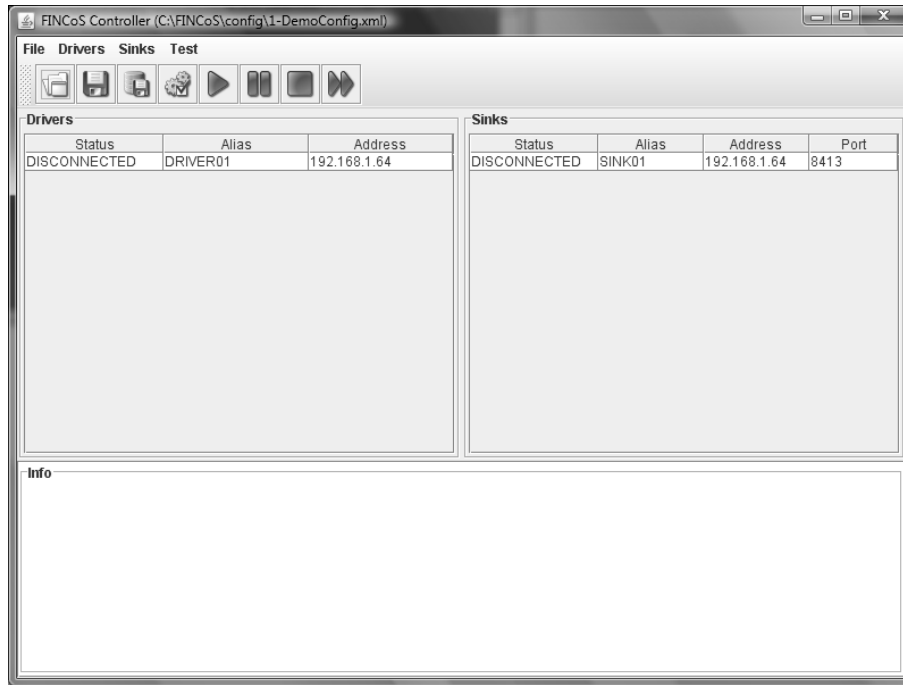 FINCoS Controller (C:\FINCoS\config\1-DemoConfig.xml)
File Drivers Sinks Test
Drivers
Status Alias Address
DISCONNECTED DRIVER01 192.168.1.64
Sinks
Status Alias Address Port
DISCONNECTED SINK01 192.168.1.64 8413
Info